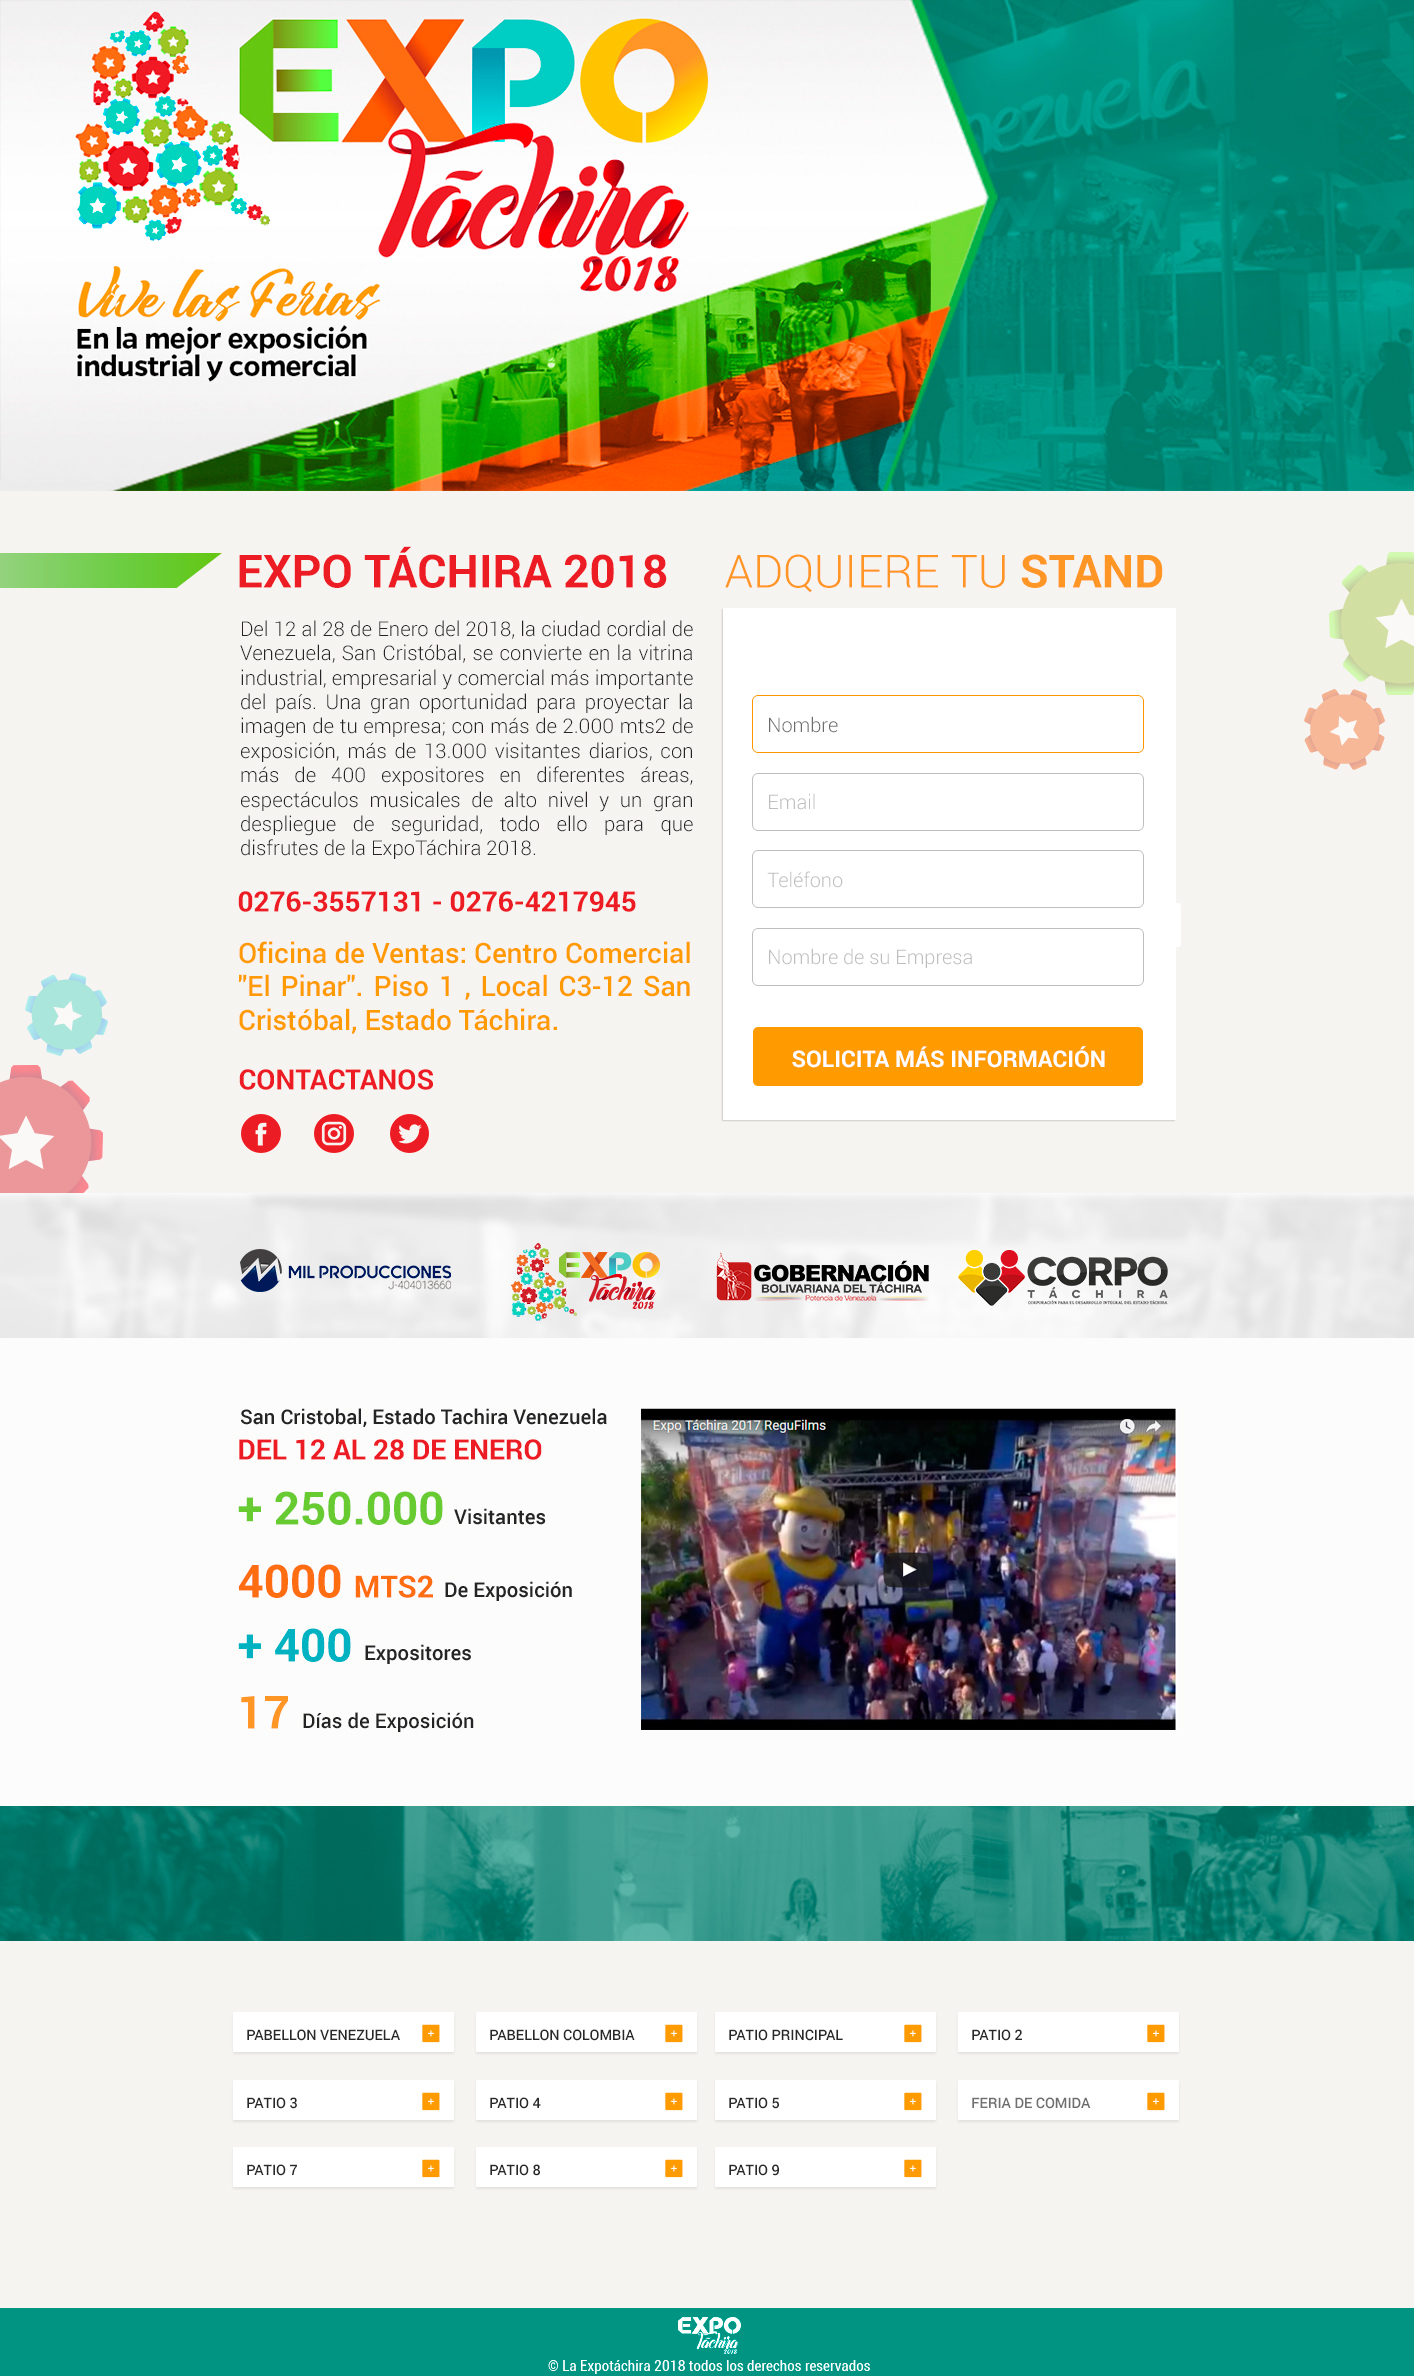 EXPO
Táchira
2018
Vive las Ferias
En la mejor exposición
industrial y comercial
nezuela
EXPO TÁCHIRA 2018
Del 12 al 28 de Enero del 2018, la ciudad cordial de
Venezuela, San Cristóbal, se convierte en la vitrina
industrial, empresarial y comercial más importante
del país. Una gran oportunidad para proyectar la
imagen de tu empresa; con más de 2.000 mts2 de
exposición, más de 13.000 visitantes diarios, con
más de 400 expositores en diferentes áreas,
espectáculos musicales de alto nivel y un gran
despliegue de seguridad, todo ello para que
disfrutes de la ExpoTáchira 2018.
0276-3557131 - 0276-4217945
Oficina de Ventas: Centro Comercial
"El Pinar". Piso 1 , Local C3-12 San
Cristóbal, Estado Táchira.
CONTACTANOS
ADQUIERE TU STAND
Nombre
Email
Teléfono
Nombre de su Empresa
SOLICITA MÁS INFORMACIÓN
MIL PRODUCCIONES
J-404013660
EXPO
Táchira
2018
GOBERNACIÓN
BOLIVARIANA DEL TÁCHIRA
Potencia de Venezuela
CORPO
TÁCHIRA
CORPORACIÓN PARA EL DESARROLLO INTEGRAL DEL ESTADO TÁCHIRA
San Cristobal, Estado Tachira Venezuela
DEL 12 AL 28 DE ENERO
+ 250.000 Visitantes
4000 MTS2 De Exposición
+ 400 Expositores
17 Días de Exposición
Expo Táchira 2017 ReguFilms
PABELLON VENEZUELA +
PABELLON COLOMBIA +
PATIO PRINCIPAL +
PATIO 2 +
PATIO 3 +
PATIO 4 +
PATIO 5 +
FERIA DE COMIDA +
PATIO 7 +
PATIO 8 +
PATIO 9 +
EXPO
Táchira
2018
© La Expotáchira 2018 todos los derechos reservados